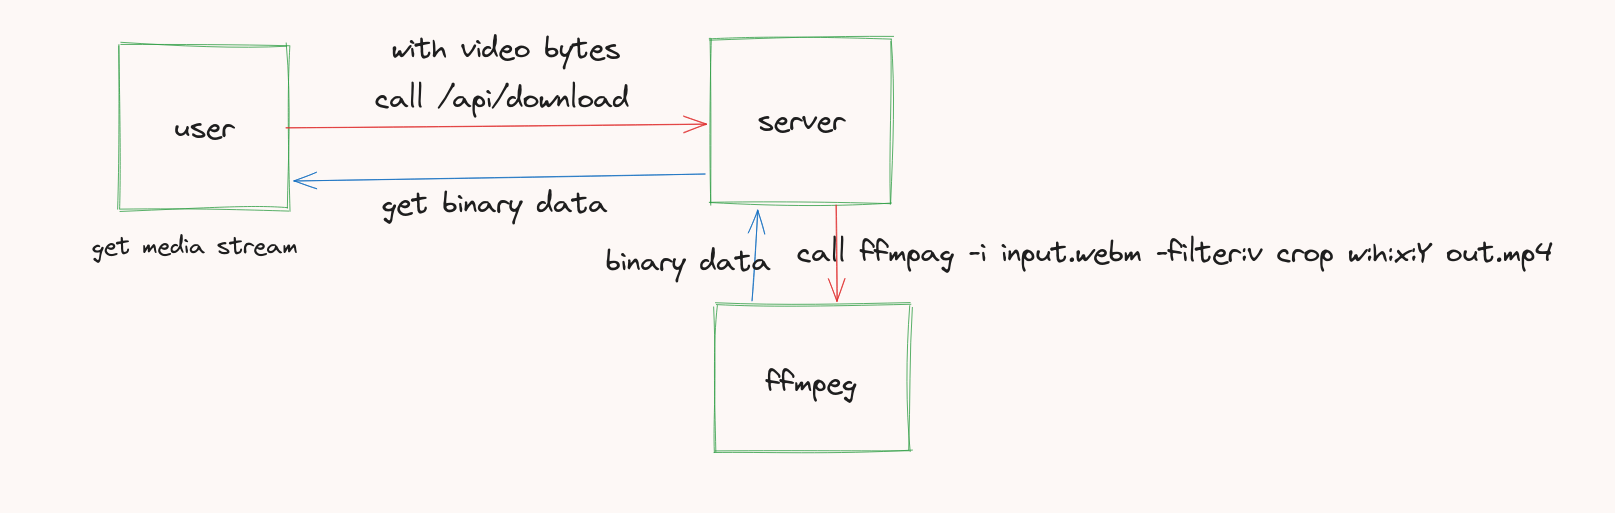 with video bytes
call /api/download
user
server
get binary data
get media stream
binary data
call ffmpag -i input.webm -filter:v crop w:h:x:Y out.mp4
ffmpeg